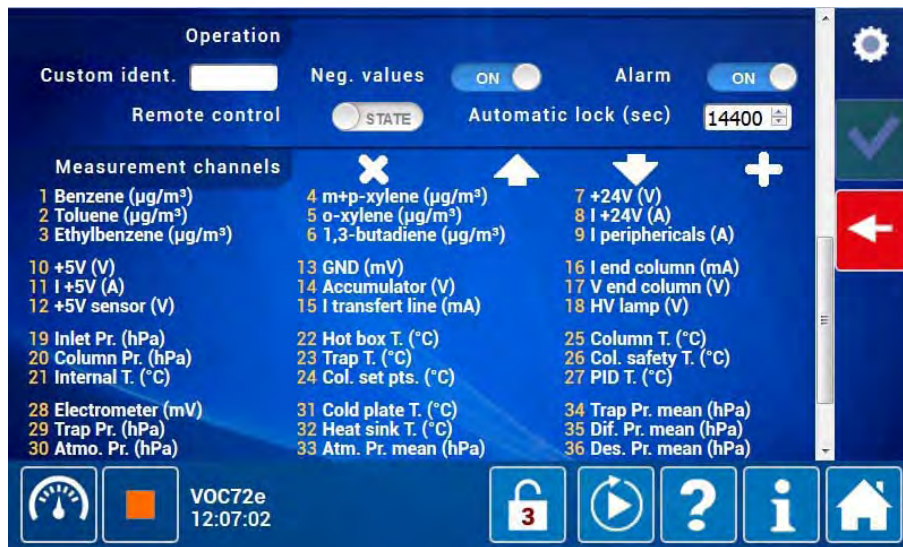 Operation
Custom ident. Neg. values ON Alarm ON
Remote control STATE Automatic lock (sec) 14400
Measurement channels
1 Benzene (µg/m³) 4 m+p-xylene (µg/m³) 7 +24V (V)
2 Toluene (µg/m³) 5 o-xylene (µg/m³) 8 I +24V (A)
3 Ethylbenzene (µg/m³) 6 1,3-butadiene (µg/m³) 9 I periphericals (A)
10 +5V (V) 13 GND (mV) 16 I end column (mA)
11 I +5V (A) 14 Accumulator (V) 17 V end column (V)
12 +5V sensor (V) 15 I transfert line (mA) 18 HV lamp (V)
19 Inlet Pr. (hPa) 22 Hot box T. (°C) 25 Column T. (°C)
20 Column Pr. (hPa) 23 Trap T. (°C) 26 Col. safety T. (°C)
21 Internal T. (°C) 24 Col. set pts. (°C) 27 PID T. (°C)
28 Electrometer (mV) 31 Cold plate T. (°C) 34 Trap Pr. mean (hPa)
29 Trap Pr. (hPa) 32 Heat sink T. (°C) 35 Dif. Pr. mean (hPa)
30 Atmo. Pr. (hPa) 33 Atm. Pr. mean (hPa) 36 Des. Pr. mean (hPa)
VOC72e
12:07:02
3 ? i